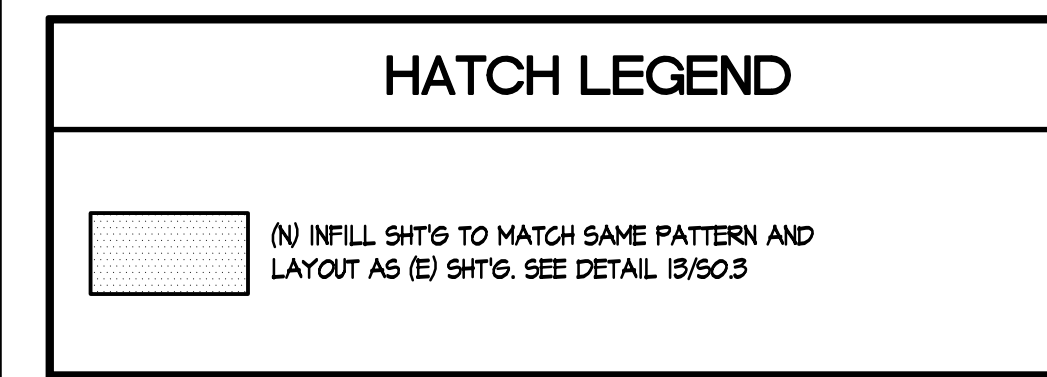 HATCH LEGEND
(N) INFILL SHT'G TO MATCH SAME PATTERN AND
LAYOUT AS (E) SHT'G. SEE DETAIL 13/S0.3